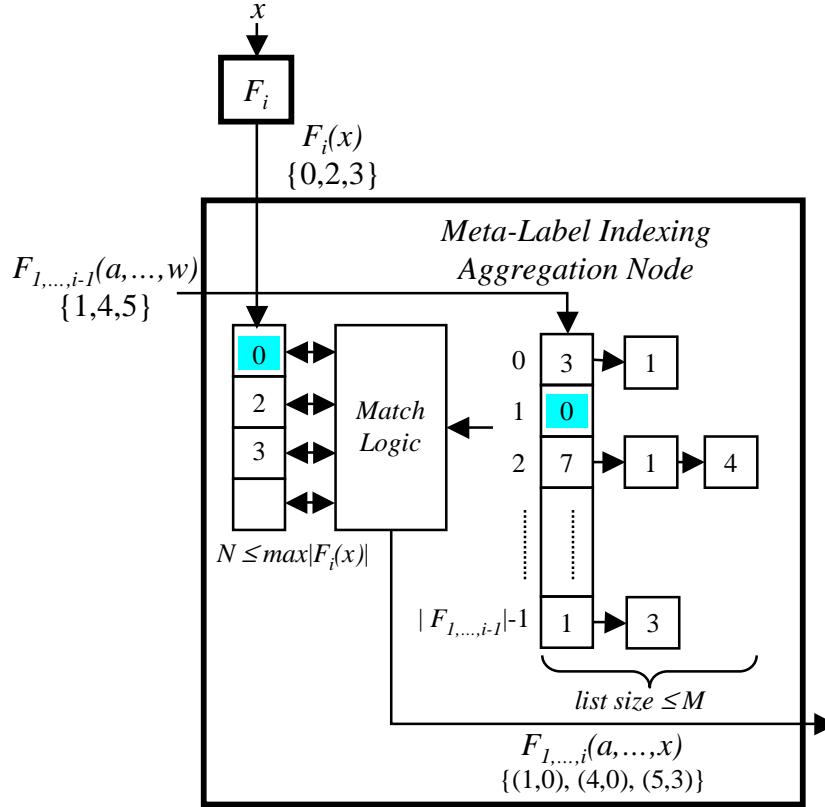 x
F_i
F_i(x)
{0,2,3}
Meta-Label Indexing
Aggregation Node
F_{1,...,i-1}(a,...,w)
{1,4,5}
0
2
3
Match
Logic
0 3 1
1 0
2 7 1 4
| F_{1,...,i-1}|-1 1 3
N ≤ max|F_i(x)|
list size ≤ M
F_{1,...,i}(a,...,x)
{(1,0), (4,0), (5,3)}